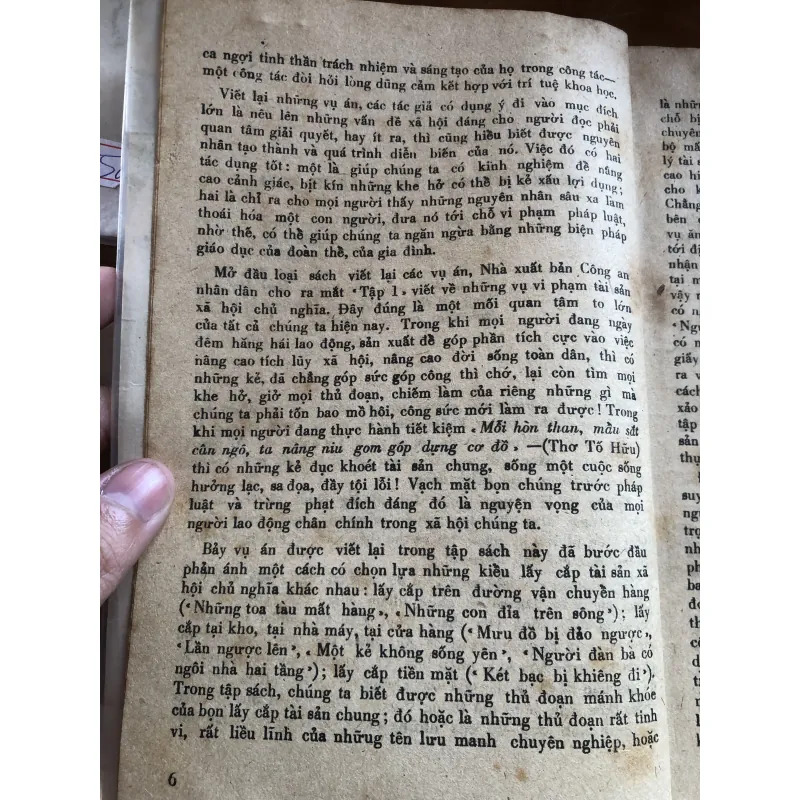 ca ngợi tinh thần trách nhiệm và sáng tạo của họ trong công tác—
một công tác đòi hỏi lòng dũng cảm kết hợp với trí tuệ khoa học.
Viết lại những vụ án, các tác giả có dụng ý đi vào mục đích
lớn là nêu lên những vấn đề xã hội đáng cho người đọc phải
quan tâm giải quyết, hay ít ra, thì cũng hiểu biết được nguyên
nhân tạo thành và quá trình diễn biến của nó. Việc đó có hai
tác dụng tốt : một là giúp chúng ta có kinh nghiệm để nâng
cao cảnh giác, bịt kín những khe hở có thể bị kẻ xấu lợi dụng ;
hai là chỉ ra cho mọi người thấy những nguyên nhân sâu xa làm
thoái hóa một con người, đưa nó tới chỗ vi phạm pháp luật,
nhờ thế, có thể giúp chúng ta ngăn ngừa bằng những biện pháp
giáo dục của đoàn thể, của gia đình.
Mở đầu loại sách viết lại các vụ án, Nhà xuất bản Công an
nhân dân cho ra mắt «Tập 1» viết về những vụ vi phạm tài sản
xã hội chủ nghĩa. Đây đúng là một mối quan tâm to lớn
của tất cả chúng ta hiện nay. Trong khi mọi người đang ngày
đêm hăng hái lao động, sản xuất để góp phần tích cực vào việc
nâng cao tích lũy xã hội, nâng cao đời sống toàn dân, thì có
những kẻ, đã chẳng góp sức góp công thì chớ, lại còn tìm mọi
khe hở, giở mọi thủ đoạn, chiếm làm của riêng những gì mà
chúng ta phải tốn bao mồ hôi, công sức mới làm ra được ! Trong
khi mọi người đang thực hành tiết kiệm «Mỗi hòn than, mẩu sắt
cân ngô, ta nâng niu gom góp dựng cơ đồ» —(Thơ Tố Hữu)
thì có những kẻ đục khoét tài sản chung, sống một cuộc sống
hưởng lạc, sa đọa, đầy tội lỗi ! Vạch mặt bọn chúng trước pháp
luật và trừng phạt đích đáng đó là nguyện vọng của mọi
người lao động chân chính trong xã hội chúng ta.
Bảy vụ án được viết lại trong tập sách này đã bước đầu
phản ánh một cách có chọn lựa những kiểu lấy cắp tài sản xã
hội chủ nghĩa khác nhau : lấy cắp trên đường vận chuyển hàng
(«Những toa tàu mất hàng», «Những con đỉa trên sông») ; lấy
cắp tại kho, tại nhà máy, tại cửa hàng («Mưu đồ bị đảo ngược»,
«Lần ngược lên», «Một kẻ không sống yên», «Người đàn bà có
ngôi nhà hai tầng») ; lấy cắp tiền mặt («Két bạc bị khiêng đi»).
Trong tập sách, chúng ta biết được những thủ đoạn mánh khóe
của bọn lấy cắp tài sản chung ; đó hoặc là những thủ đoạn rất tinh
vi, rất liều lĩnh của nhữug tên lưu manh chuyên nghiệp, hoặc
6